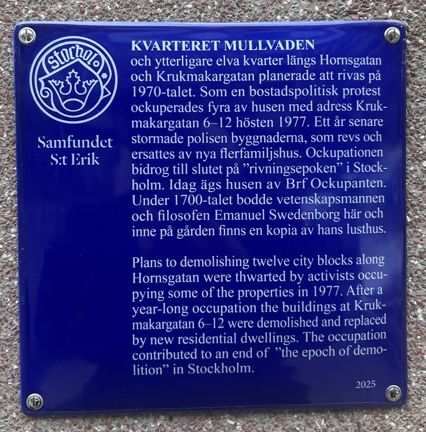 Stocholm
Samfundet
S:t Erik
KVARTERET MULLVADEN
och ytterligare elva kvarter längs Hornsgatan
och Krukmakargatan planerade att rivas på
1970-talet. Som en bostadspolitisk protest
ockuperades fyra av husen med adress Kruk-
makargatan 6–12 hösten 1977. Ett år senare
stormade polisen byggnaderna, som revs och
ersattes av nya flerfamiljshus. Ockupationen
bidrog till slutet på ”rivningsepoken” i Stock-
holm. Idag ägs husen av Brf Ockupanten.
Under 1700-talet bodde vetenskapsmannen
och filosofen Emanuel Swedenborg här och
inne på gården finns en kopia av hans lusthus.
Plans to demolishing twelve city blocks along
Hornsgatan were thwarted by activists occu-
pying some of the properties in 1977. After a
year-long occupation the buildings at Kruk-
makargatan 6–12 were demolished and replaced
by new residential dwellings. The occupation
contributed to an end of ”the epoch of demo-
lition” in Stockholm.
2025